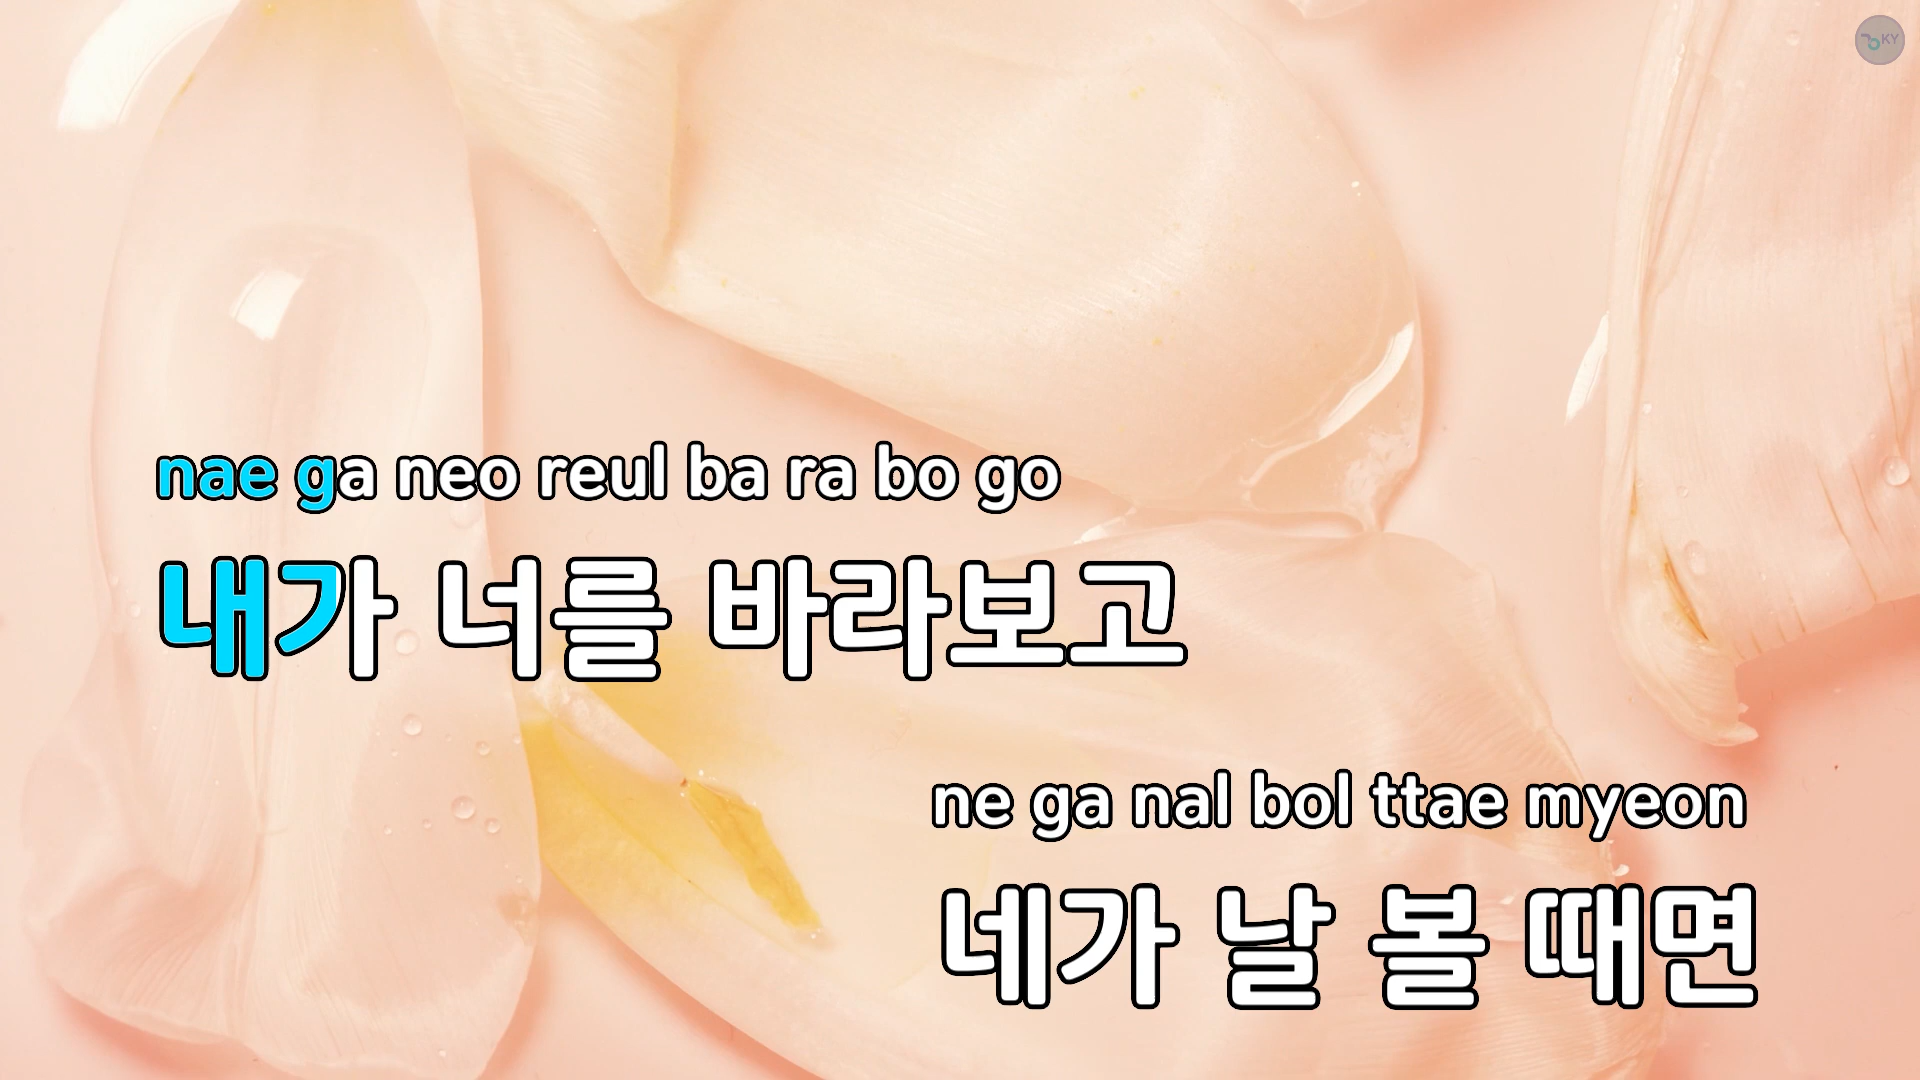 KY
nae ga neo reul ba ra bo go
내가 너를 바라보고
ne ga nal bol ttae myeon
네가 날 볼 때면